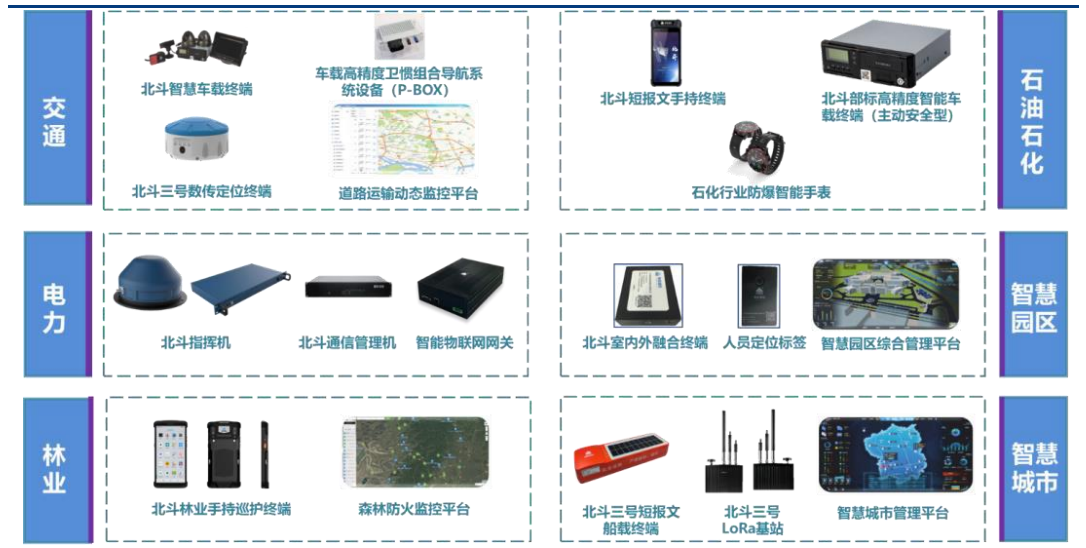 交通
北斗智慧车载终端
车载高精度卫惯组合导航系
统设备（P-BOX）
北斗三号数传定位终端
道路运输动态监控平台
北斗短报文手持终端
北斗部标高精度智能车
载终端（主动安全型）
石化行业防爆智能手表
石油石化
电力
北斗指挥机
北斗通信管理机
智能物联网网关
北斗室内外融合终端
人员定位标签
智慧园区综合管理平台
智慧
园区
林业
北斗林业手持巡护终端
森林防火监控平台
北斗三号短报文
船载终端
北斗三号
LoRa基站
智慧城市管理平台
智慧
城市